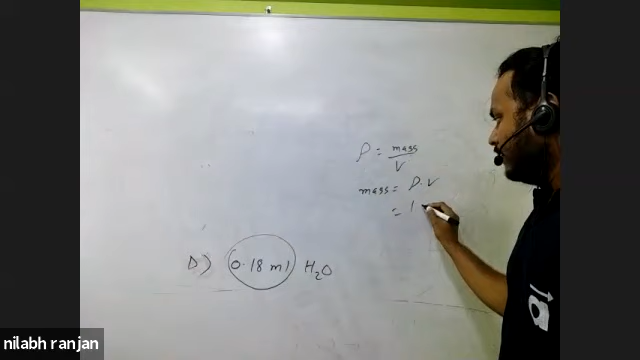 ρ = mass / V
mass = ρ·V
= 1
D) 0.18 ml H₂O
nilabh ranjan